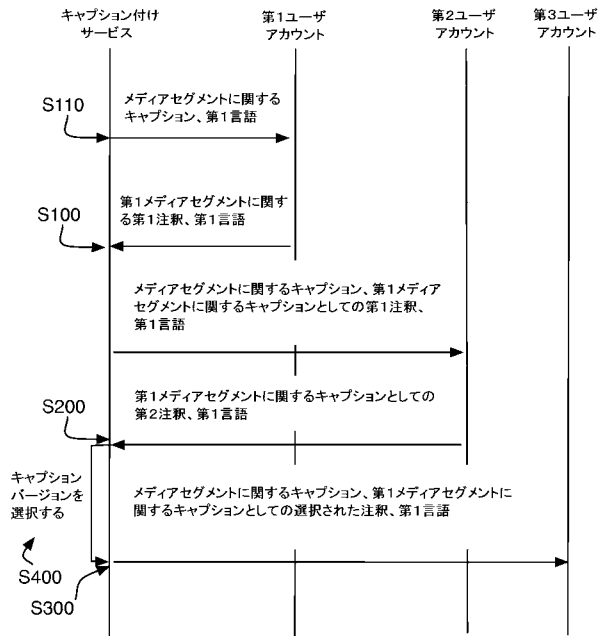 キャプション付け
サービス
第1ユーザ
アカウント
第2ユーザ
アカウント
第3ユーザ
アカウント
S110
メディアセグメントに関する
キャプション、第1言語
S100
第1メディアセグメントに関す
る第1注釈、第1言語
メディアセグメントに関するキャプション、第1メディア
セグメントに関するキャプションとしての第1注釈、
第1言語
S200
第1メディアセグメントに関するキャプションとしての
第2注釈、第1言語
キャプション
バージョンを
選択する
メディアセグメントに関するキャプション、第1メディアセグメントに
関するキャプションとしての選択された注釈、第1言語
S400
S300